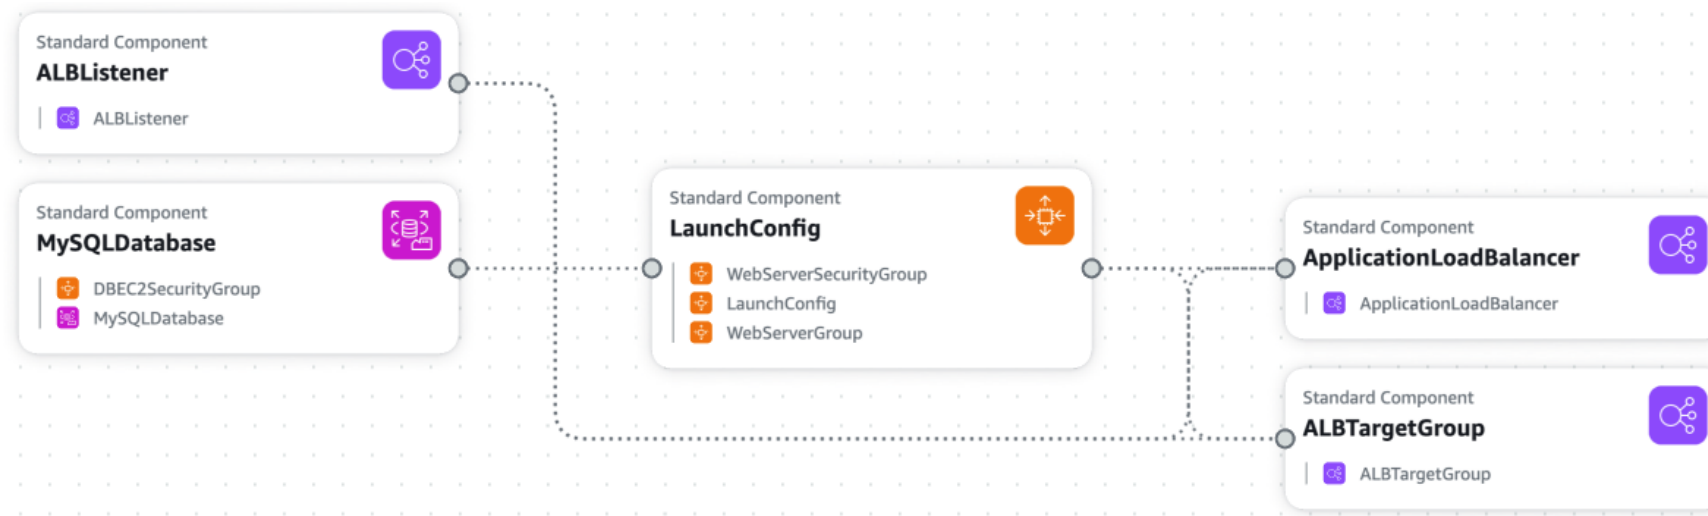 Standard Component
ALBListener
ALBListener
Standard Component
MySQLDatabase
DBEC2SecurityGroup
MySQLDatabase
Standard Component
LaunchConfig
WebServerSecurityGroup
LaunchConfig
WebServerGroup
Standard Component
ApplicationLoadBalancer
ApplicationLoadBalancer
Standard Component
ALBTargetGroup
ALBTargetGroup